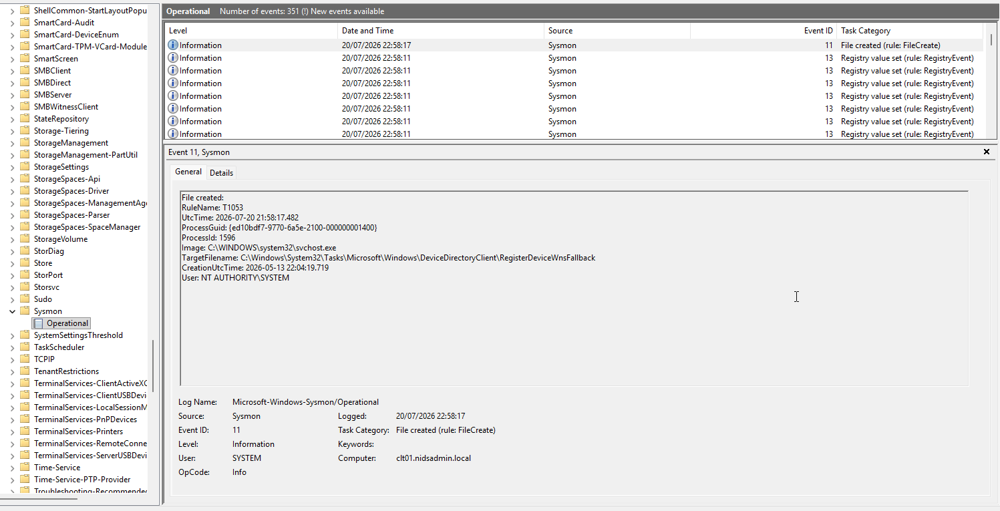 ShellCommon-StartLayoutPopu
SmartCard-Audit
SmartCard-DeviceEnum
SmartCard-TPM-VCard-Module
SmartScreen
SMBClient
SMBDirect
SMBServer
SMBWitnessClient
StateRepository
Storage-Tiering
StorageManagement
StorageManagement-PartUtil
StorageSettings
StorageSpaces-Api
StorageSpaces-Driver
StorageSpaces-ManagementAge
StorageSpaces-Parser
StorageSpaces-SpaceManager
StorageVolume
StorDiag
Store
StorPort
Storsvc
Sudo
Sysmon
Operational
SystemSettingsThreshold
TaskScheduler
TCPIP
TenantRestrictions
TerminalServices-ClientActiveXC
TerminalServices-ClientUSBDevi
TerminalServices-LocalSessionM
TerminalServices-PnPDevices
TerminalServices-Printers
TerminalServices-RemoteConne
TerminalServices-ServerUSBDevi
Time-Service
Time-Service-PTP-Provider
Troubleshooting-Recommended
Operational Number of events: 351 (!) New events available
Level Date and Time Source Event ID Task Category
Information 20/07/2026 22:58:17 Sysmon 11 File created (rule: FileCreate)
Information 20/07/2026 22:58:11 Sysmon 13 Registry value set (rule: RegistryEvent)
Information 20/07/2026 22:58:11 Sysmon 13 Registry value set (rule: RegistryEvent)
Information 20/07/2026 22:58:11 Sysmon 13 Registry value set (rule: RegistryEvent)
Information 20/07/2026 22:58:11 Sysmon 13 Registry value set (rule: RegistryEvent)
Information 20/07/2026 22:58:11 Sysmon 13 Registry value set (rule: RegistryEvent)
Information 20/07/2026 22:58:11 Sysmon 13 Registry value set (rule: RegistryEvent)
Information 20/07/2026 22:58:11 Sysmon 13 Registry value set (rule: RegistryEvent)
Event 11, Sysmon
General Details
File created:
RuleName: T1053
UtcTime: 2026-07-20 21:58:17.482
ProcessGuid: {ed10bdf7-9770-6a5e-2100-000000001400}
ProcessId: 1596
Image: C:\WINDOWS\system32\svchost.exe
TargetFilename: C:\Windows\System32\Tasks\Microsoft\Windows\DeviceDirectoryClient\RegisterDeviceWnsFallback
CreationUtcTime: 2026-05-13 22:04:19.719
User: NT AUTHORITY\SYSTEM
Log Name: Microsoft-Windows-Sysmon/Operational
Source: Sysmon Logged: 20/07/2026 22:58:17
Event ID: 11 Task Category: File created (rule: FileCreate)
Level: Information Keywords:
User: SYSTEM Computer: clt01.nidsadmin.local
OpCode: Info